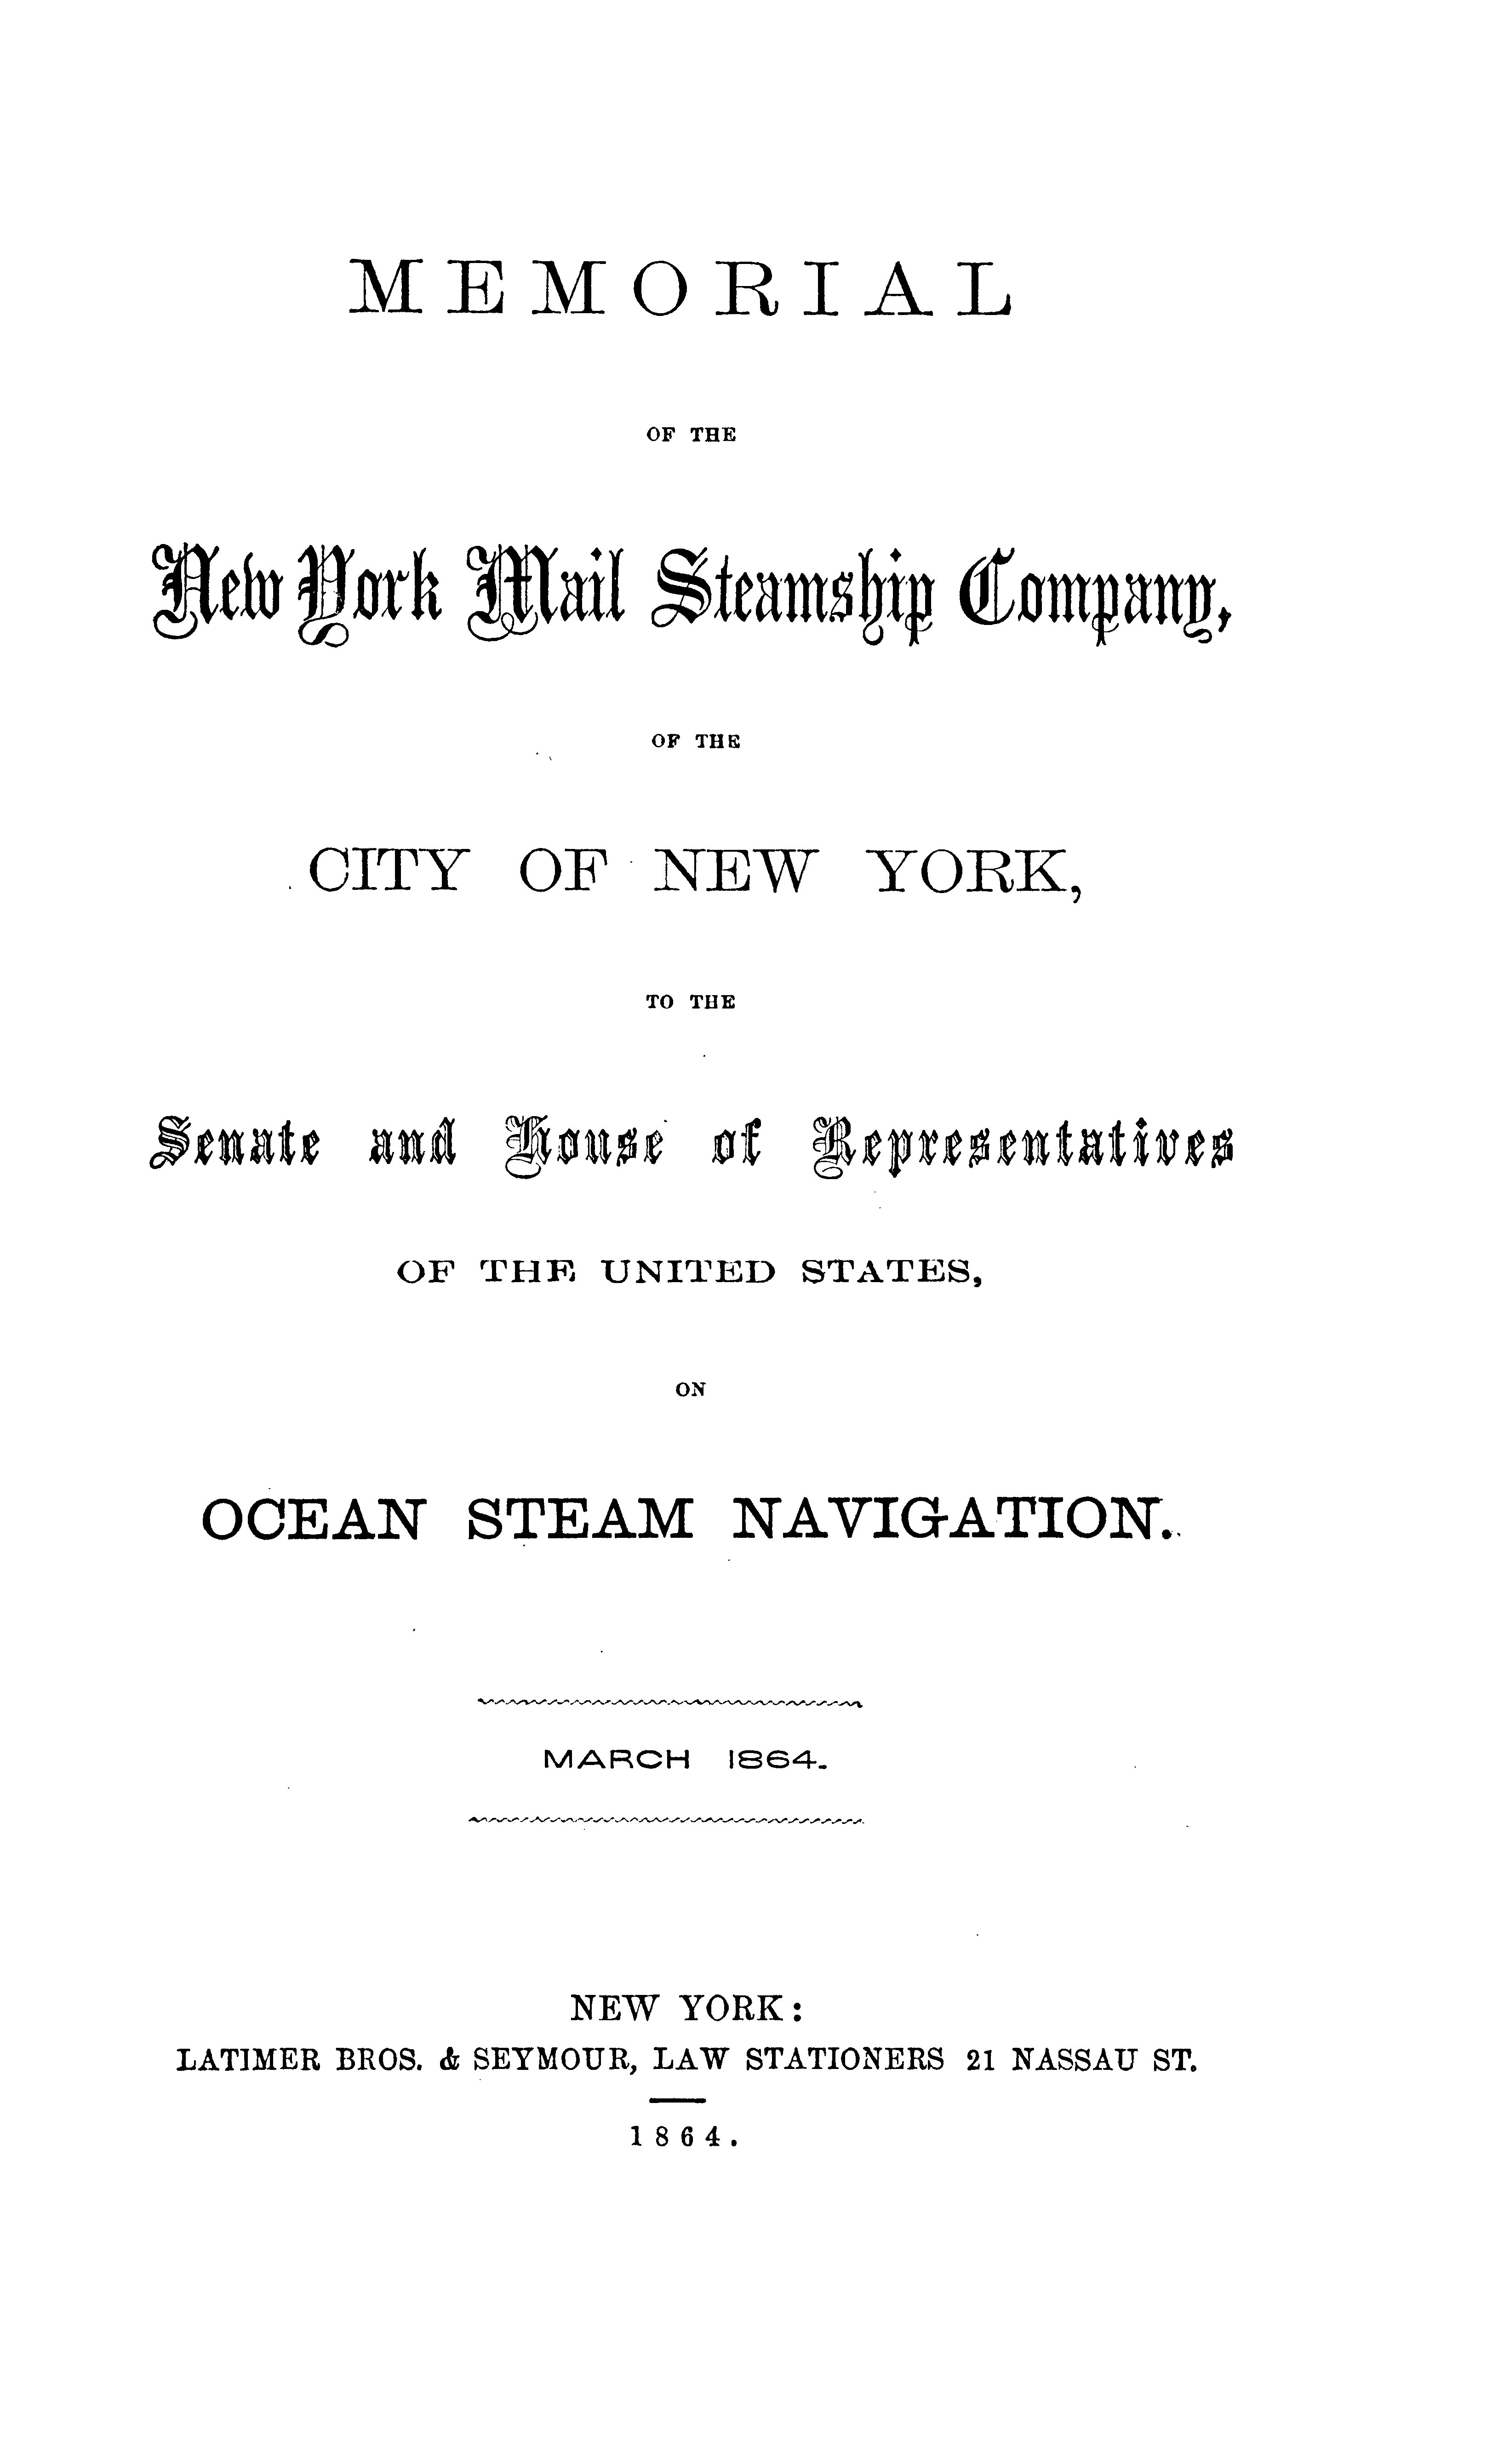 MEMORIAL
OF THE
New York Mail Steamship Company,
OF THE
CITY OF NEW YORK,
TO THE
Senate and House of Representatives
OF THE UNITED STATES,
ON
OCEAN STEAM NAVIGATION.
MARCH 1864.
NEW YORK:
LATIMER BROS. & SEYMOUR, LAW STATIONERS 21 NASSAU ST.
1864.